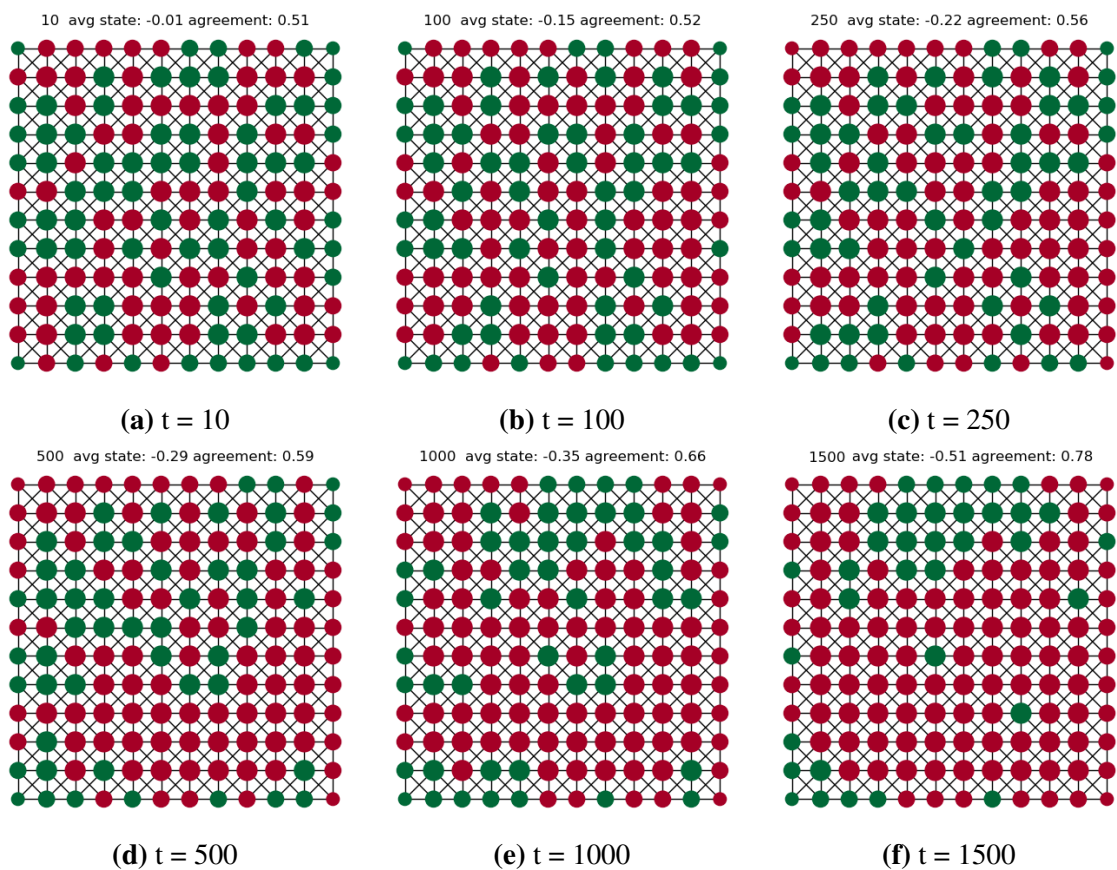 10 avg state: -0.01 agreement: 0.51
100 avg state: -0.15 agreement: 0.52
250 avg state: -0.22 agreement: 0.56
(a) t = 10
(b) t = 100
(c) t = 250
500 avg state: -0.29 agreement: 0.59
1000 avg state: -0.35 agreement: 0.66
1500 avg state: -0.51 agreement: 0.78
(d) t = 500
(e) t = 1000
(f) t = 1500